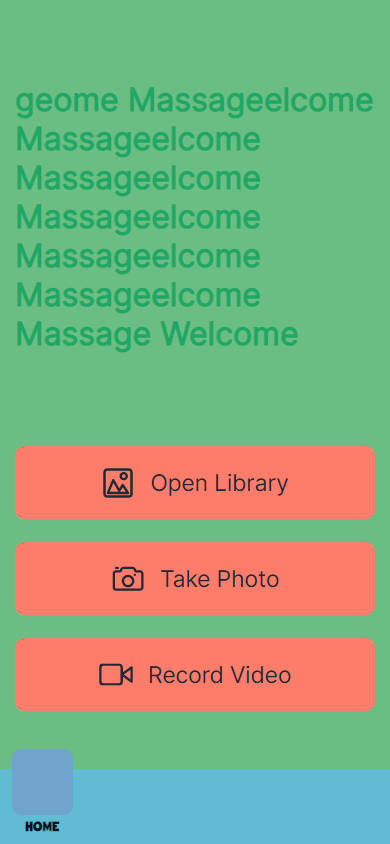 geome Massageelcome
Massageelcome
Massageelcome
Massageelcome
Massageelcome
Massageelcome
Massage Welcome
Open Library
Take Photo
Record Video
HOME